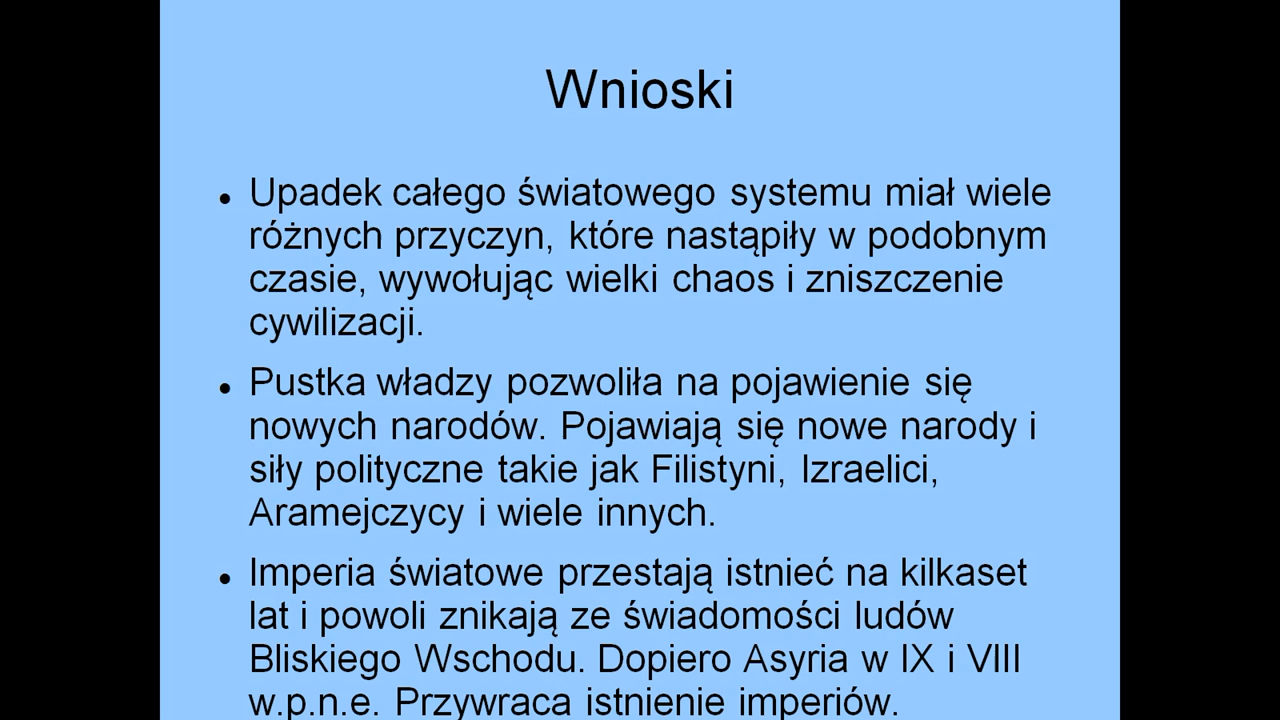 Wnioski
Upadek całego światowego systemu miał wiele
różnych przyczyn, które nastąpiły w podobnym
czasie, wywołując wielki chaos i zniszczenie
cywilizacji.
Pustka władzy pozwoliła na pojawienie się
nowych narodów. Pojawiają się nowe narody i
siły polityczne takie jak Filistyni, Izraelici,
Aramejczycy i wiele innych.
Imperia światowe przestają istnieć na kilkaset
lat i powoli znikają ze świadomości ludów
Bliskiego Wschodu. Dopiero Asyria w IX i VIII
w.p.n.e. Przywraca istnienie imperiów.